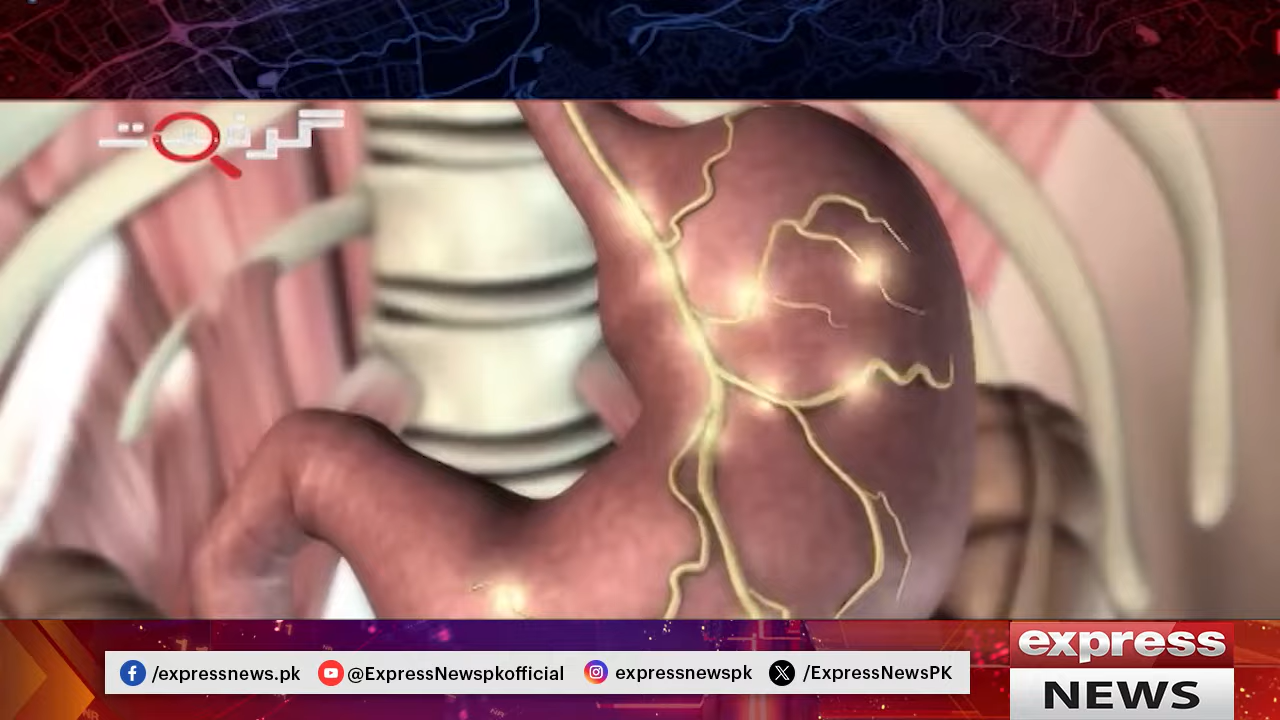 گرفت
/expressnews.pk
@ExpressNewspkofficial
expressnewspk
/ExpressNewsPK
express
NEWS